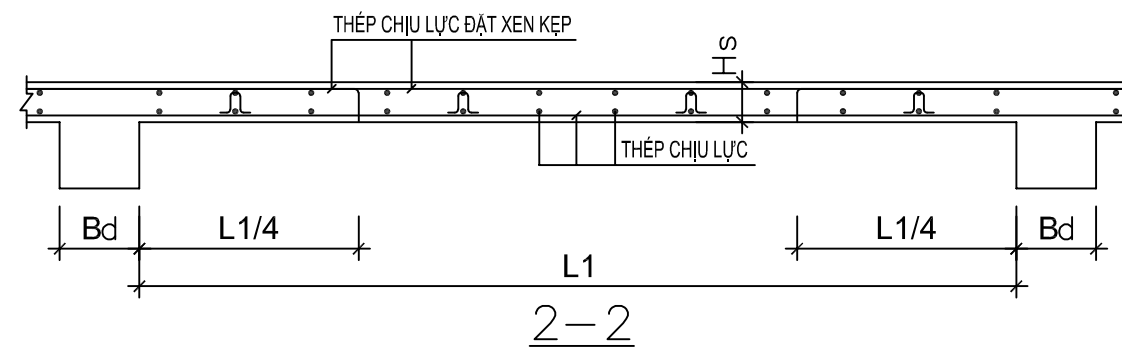 THÉP CHỊU LỰC ĐẶT XEN KẸP
Hs
THÉP CHỊU LỰC
Bd
L1/4
L1/4
Bd
L1
2-2